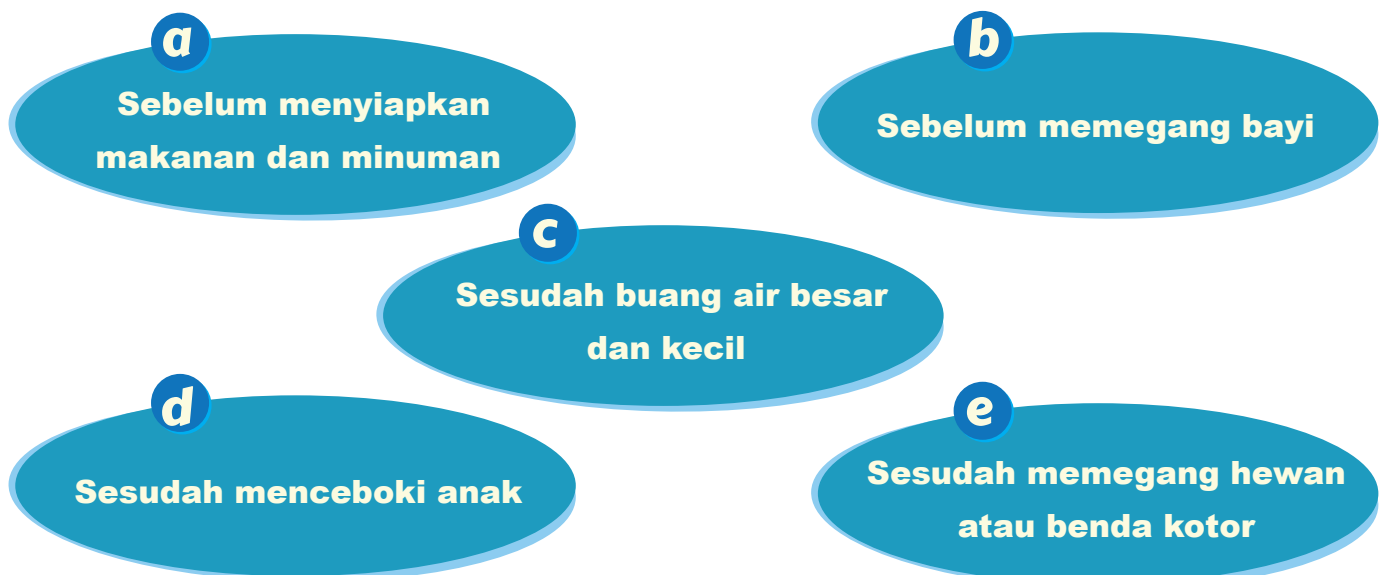 a
Sebelum menyiapkan
makanan dan minuman
b
Sebelum memegang bayi
c
Sesudah buang air besar
dan kecil
d
Sesudah menceboki anak
e
Sesudah memegang hewan
atau benda kotor